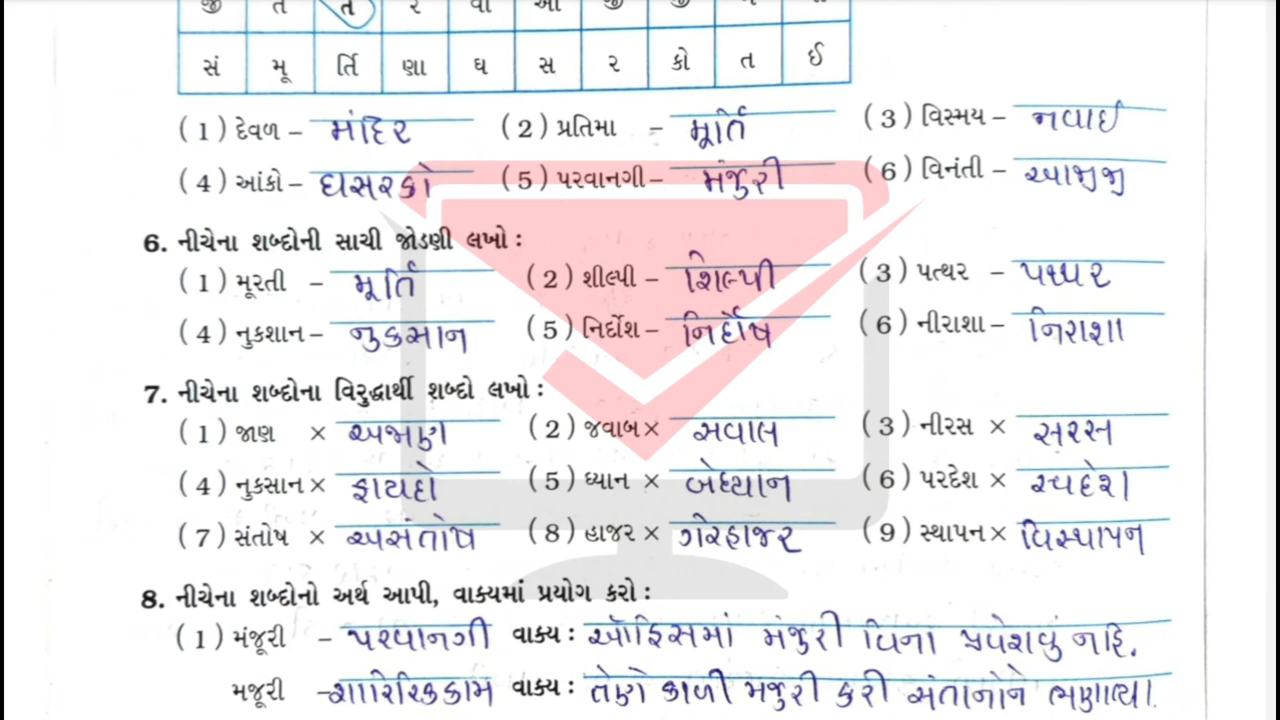 સં મૂ ર્તિ ણા ઘ સ ર કો ત ઈ
(1) દેવળ – મંદિર (2) પ્રતિમા – મૂર્તિ (3) વિસ્મય – નવાઈ
(4) આંકો – ઘસરકો (5) પરવાનગી – મંજુરી (6) વિનંતી – આજીજી
6. નીચેના શબ્દોની સાચી જોડણી લખો :
(1) મૂરતી – મૂર્તિ (2) શીલ્પી – શિલ્પી (3) પત્થર – પથ્થર
(4) નુકશાન – નુકસાન (5) નિર્દોશ – નિર્દોષ (6) નીરાશા – નિરાશા
7. નીચેના શબ્દોના વિરુદ્ધાર્થી શબ્દો લખો :
(1) જાણ × અજાણ (2) જવાબ × સવાલ (3) નીરસ × સરસ
(4) નુકસાન × ફાયદો (5) ધ્યાન × બેધ્યાન (6) પરદેશ × સ્વદેશ
(7) સંતોષ × અસંતોષ (8) હાજર × ગેરહાજર (9) સ્થાપન × વિસ્થાપન
8. નીચેના શબ્દોનો અર્થ આપી, વાક્યમાં પ્રયોગ કરો :
(1) મંજૂરી – પરવાનગી વાક્ય : ઑફિસમાં મંજુરી વિના પ્રવેશવું નહિ.
મજૂરી – શારિરિકકામ વાક્ય : તેણે કાળી મજુરી કરી સંતાનોને ભણાવ્યા.